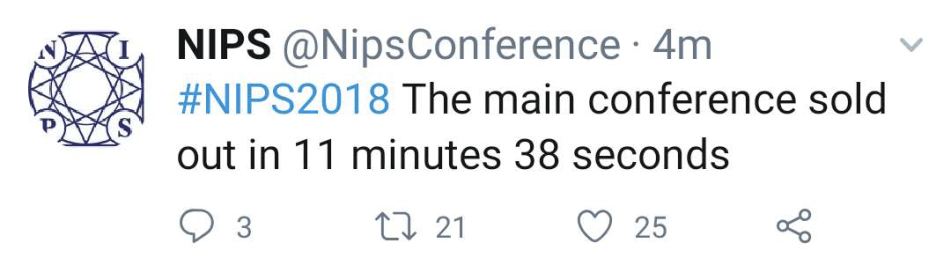 N I
P S
NIPS @NipsConference · 4m
#NIPS2018 The main conference sold
out in 11 minutes 38 seconds
3 21 25